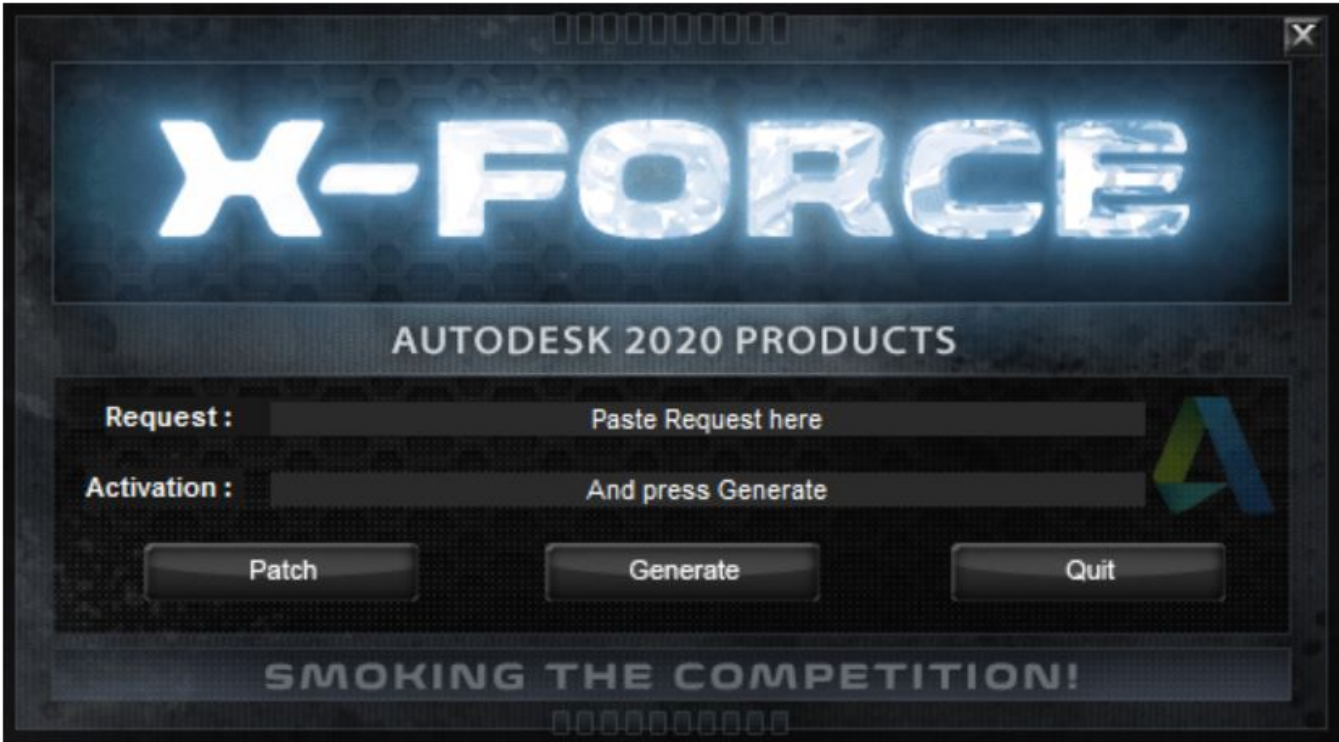 X
X-FORCE
AUTODESK 2020 PRODUCTS
Request : Paste Request here
Activation : And press Generate
Patch Generate Quit
SMOKING THE COMPETITION!